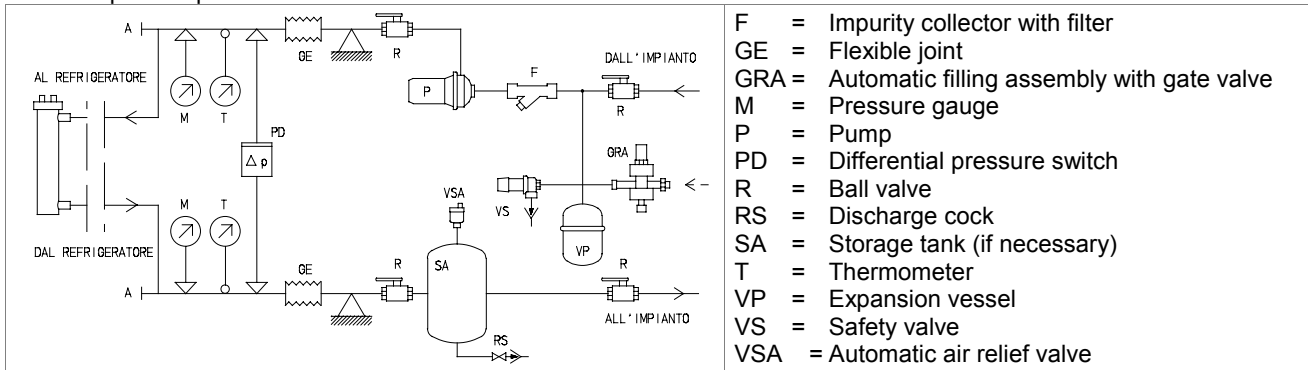 A
GE
R
F
DALL'IMPIANTO
AL REFRIGERATORE
P
R
M
T
PD
Δp
GRA
VSA
VS
M
T
DAL REFRIGERATORE
GE
R
SA
VP
R
A
ALL'IMPIANTO
RS
F = Impurity collector with filter
GE = Flexible joint
GRA = Automatic filling assembly with gate valve
M = Pressure gauge
P = Pump
PD = Differential pressure switch
R = Ball valve
RS = Discharge cock
SA = Storage tank (if necessary)
T = Thermometer
VP = Expansion vessel
VS = Safety valve
VSA = Automatic air relief valve